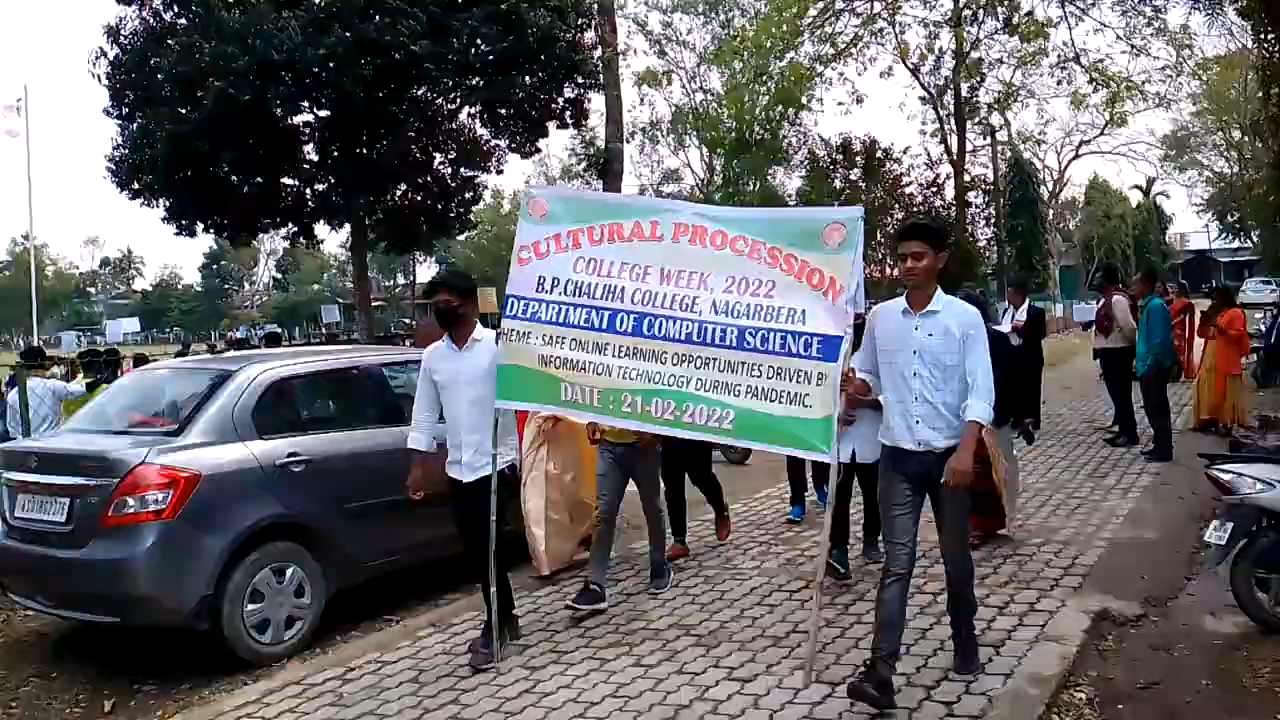 CULTURAL PROCESSION
COLLEGE WEEK, 2022
B.P.CHALIHA COLLEGE, NAGARBERA
DEPARTMENT OF COMPUTER SCIENCE
HEME : SAFE ONLINE LEARNING OPPORTUNITIES DRIVEN BY
INFORMATION TECHNOLOGY DURING PANDEMIC.
DATE : 21-02-2022